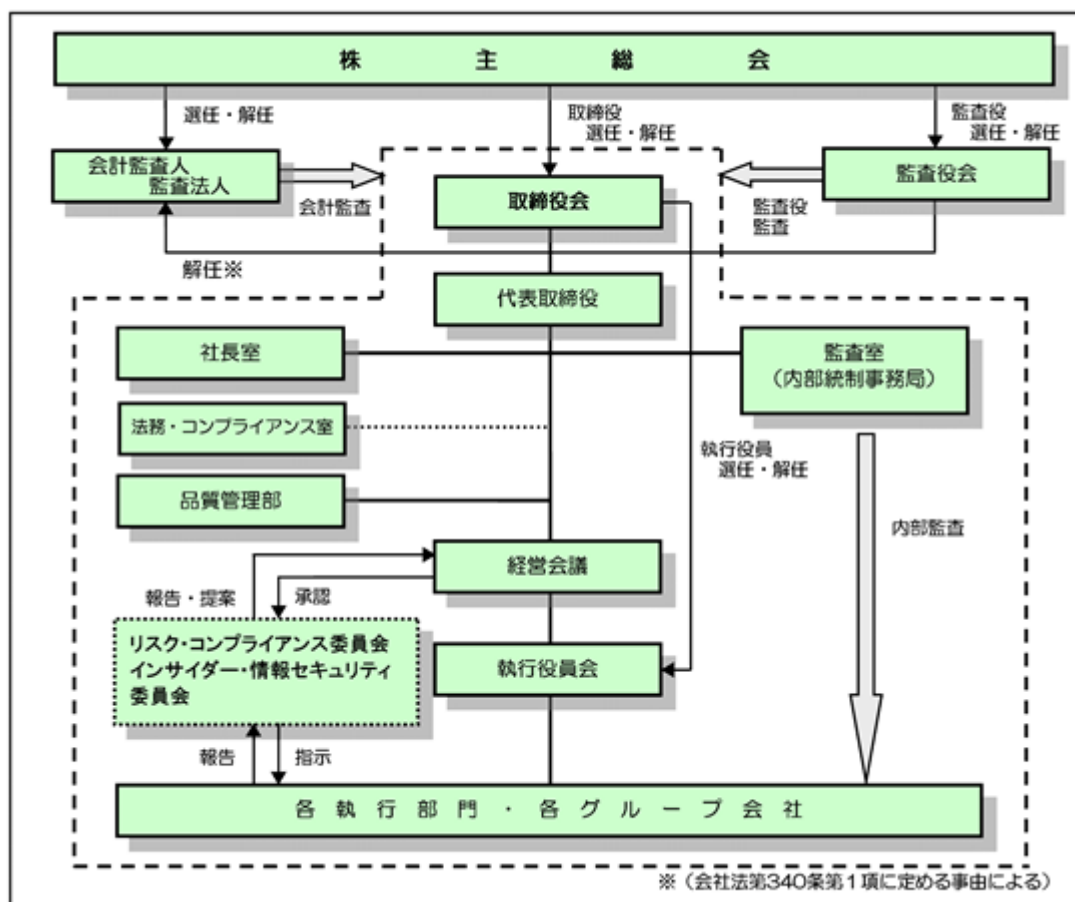 株主総会
選任・解任
取締役
選任・解任
監査役
選任・解任
会計監査人
監査法人
会計監査
取締役会
監査役
監査
監査役会
解任※
代表取締役
社長室
監査室
（内部統制事務局）
法務・コンプライアンス室
執行役員
選任・解任
品質管理部
内部監査
経営会議
報告・提案
承認
リスク・コンプライアンス委員会
インサイダー・情報セキュリティ
委員会
執行役員会
報告
指示
各執行部門・各グループ会社
※（会社法第340条第１項に定める事由による）